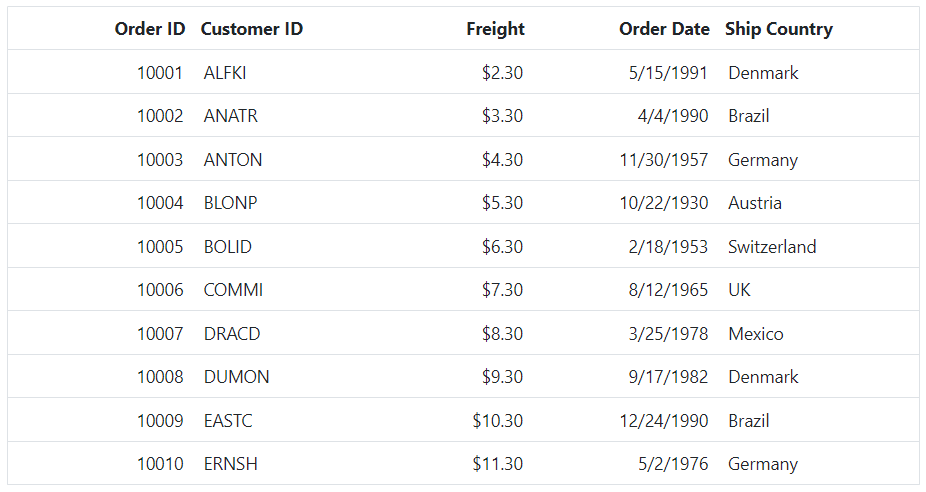 Order ID Customer ID Freight Order Date Ship Country
10001 ALFKI $2.30 5/15/1991 Denmark
10002 ANATR $3.30 4/4/1990 Brazil
10003 ANTON $4.30 11/30/1957 Germany
10004 BLONP $5.30 10/22/1930 Austria
10005 BOLID $6.30 2/18/1953 Switzerland
10006 COMMI $7.30 8/12/1965 UK
10007 DRACD $8.30 3/25/1978 Mexico
10008 DUMON $9.30 9/17/1982 Denmark
10009 EASTC $10.30 12/24/1990 Brazil
10010 ERNSH $11.30 5/2/1976 Germany